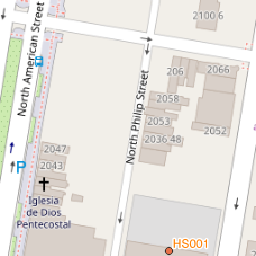 2100 6
North American Street
206
2066
2058
North Philip Street
2053
2052
2036 48
2047
P
2043
Iglesia
de Dios
Pentecostal
HS001